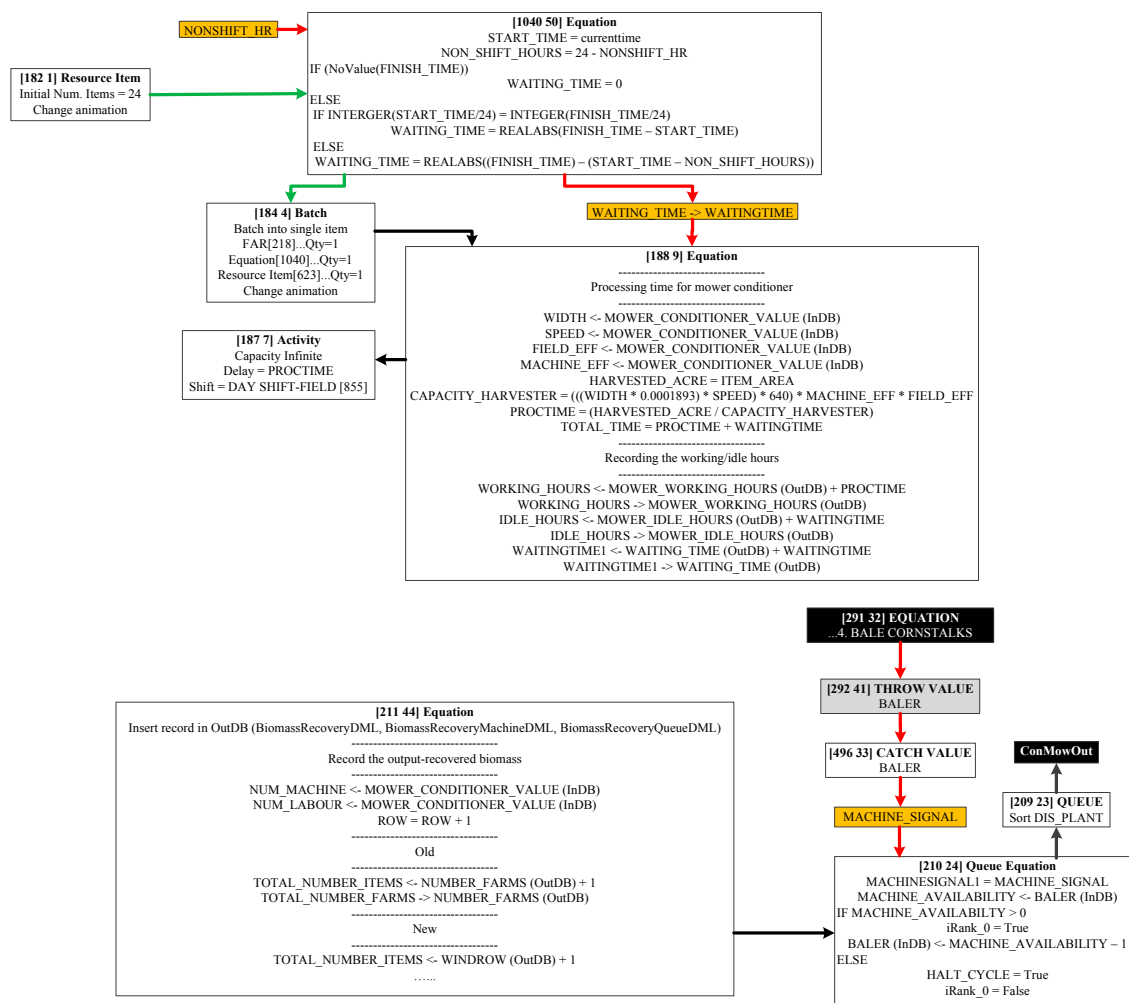 NONSHIFT_HR
[1040 50] Equation
START_TIME = currenttime
NON_SHIFT_HOURS = 24 - NONSHIFT_HR
IF (NoValue(FINISH_TIME))
WAITING_TIME = 0
ELSE
IF INTERGER(START_TIME/24) = INTEGER(FINISH_TIME/24)
WAITING_TIME = REALABS(FINISH_TIME – START_TIME)
ELSE
WAITING_TIME = REALABS((FINISH_TIME) – (START_TIME – NON_SHIFT_HOURS))
[182 1] Resource Item
Initial Num. Items = 24
Change animation
[184 4] Batch
Batch into single item
FAR[218]...Qty=1
Equation[1040]...Qty=1
Resource Item[623]...Qty=1
Change animation
WAITING_TIME -> WAITINGTIME
[188 9] Equation
----------------------------------
Processing time for mower conditioner
----------------------------------
WIDTH <- MOWER_CONDITIONER_VALUE (InDB)
SPEED <- MOWER_CONDITIONER_VALUE (InDB)
FIELD_EFF <- MOWER_CONDITIONER_VALUE (InDB)
MACHINE_EFF <- MOWER_CONDITIONER_VALUE (InDB)
HARVESTED_ACRE = ITEM_AREA
CAPACITY_HARVESTER = (((WIDTH * 0.0001893) * SPEED) * 640) * MACHINE_EFF * FIELD_EFF
PROCTIME = (HARVESTED_ACRE / CAPACITY_HARVESTER)
TOTAL_TIME = PROCTIME + WAITINGTIME
----------------------------------
Recording the working/idle hours
----------------------------------
WORKING_HOURS <- MOWER_WORKING_HOURS (OutDB) + PROCTIME
WORKING_HOURS -> MOWER_WORKING_HOURS (OutDB)
IDLE_HOURS <- MOWER_IDLE_HOURS (OutDB) + WAITINGTIME
IDLE_HOURS -> MOWER_IDLE_HOURS (OutDB)
WAITINGTIME1 <- WAITING_TIME (OutDB) + WAITINGTIME
WAITINGTIME1 -> WAITING_TIME (OutDB)
[187 7] Activity
Capacity Infinite
Delay = PROCTIME
Shift = DAY SHIFT-FIELD [855]
[291 32] EQUATION
...4. BALE CORNSTALKS
[292 41] THROW VALUE
BALER
[496 33] CATCH VALUE
BALER
MACHINE_SIGNAL
ConMowOut
[209 23] QUEUE
Sort DIS_PLANT
[211 44] Equation
Insert record in OutDB (BiomassRecoveryDML, BiomassRecoveryMachineDML, BiomassRecoveryQueueDML)
----------------------------------
Record the output-recovered biomass
----------------------------------
NUM_MACHINE <- MOWER_CONDITIONER_VALUE (InDB)
NUM_LABOUR <- MOWER_CONDITIONER_VALUE (InDB)
ROW = ROW + 1
----------------------------------
Old
----------------------------------
TOTAL_NUMBER_ITEMS <- NUMBER_FARMS (OutDB) + 1
TOTAL_NUMBER_FARMS -> NUMBER_FARMS (OutDB)
----------------------------------
New
----------------------------------
TOTAL_NUMBER_ITEMS <- WINDROW (OutDB) + 1
…...
[210 24] Queue Equation
MACHINESIGNAL1 = MACHINE_SIGNAL
MACHINE_AVAILABILITY <- BALER (InDB)
IF MACHINE_AVAILABILTY > 0
iRank_0 = True
BALER (InDB) <- MACHINE_AVAILABILITY – 1
ELSE
HALT_CYCLE = True
iRank_0 = False